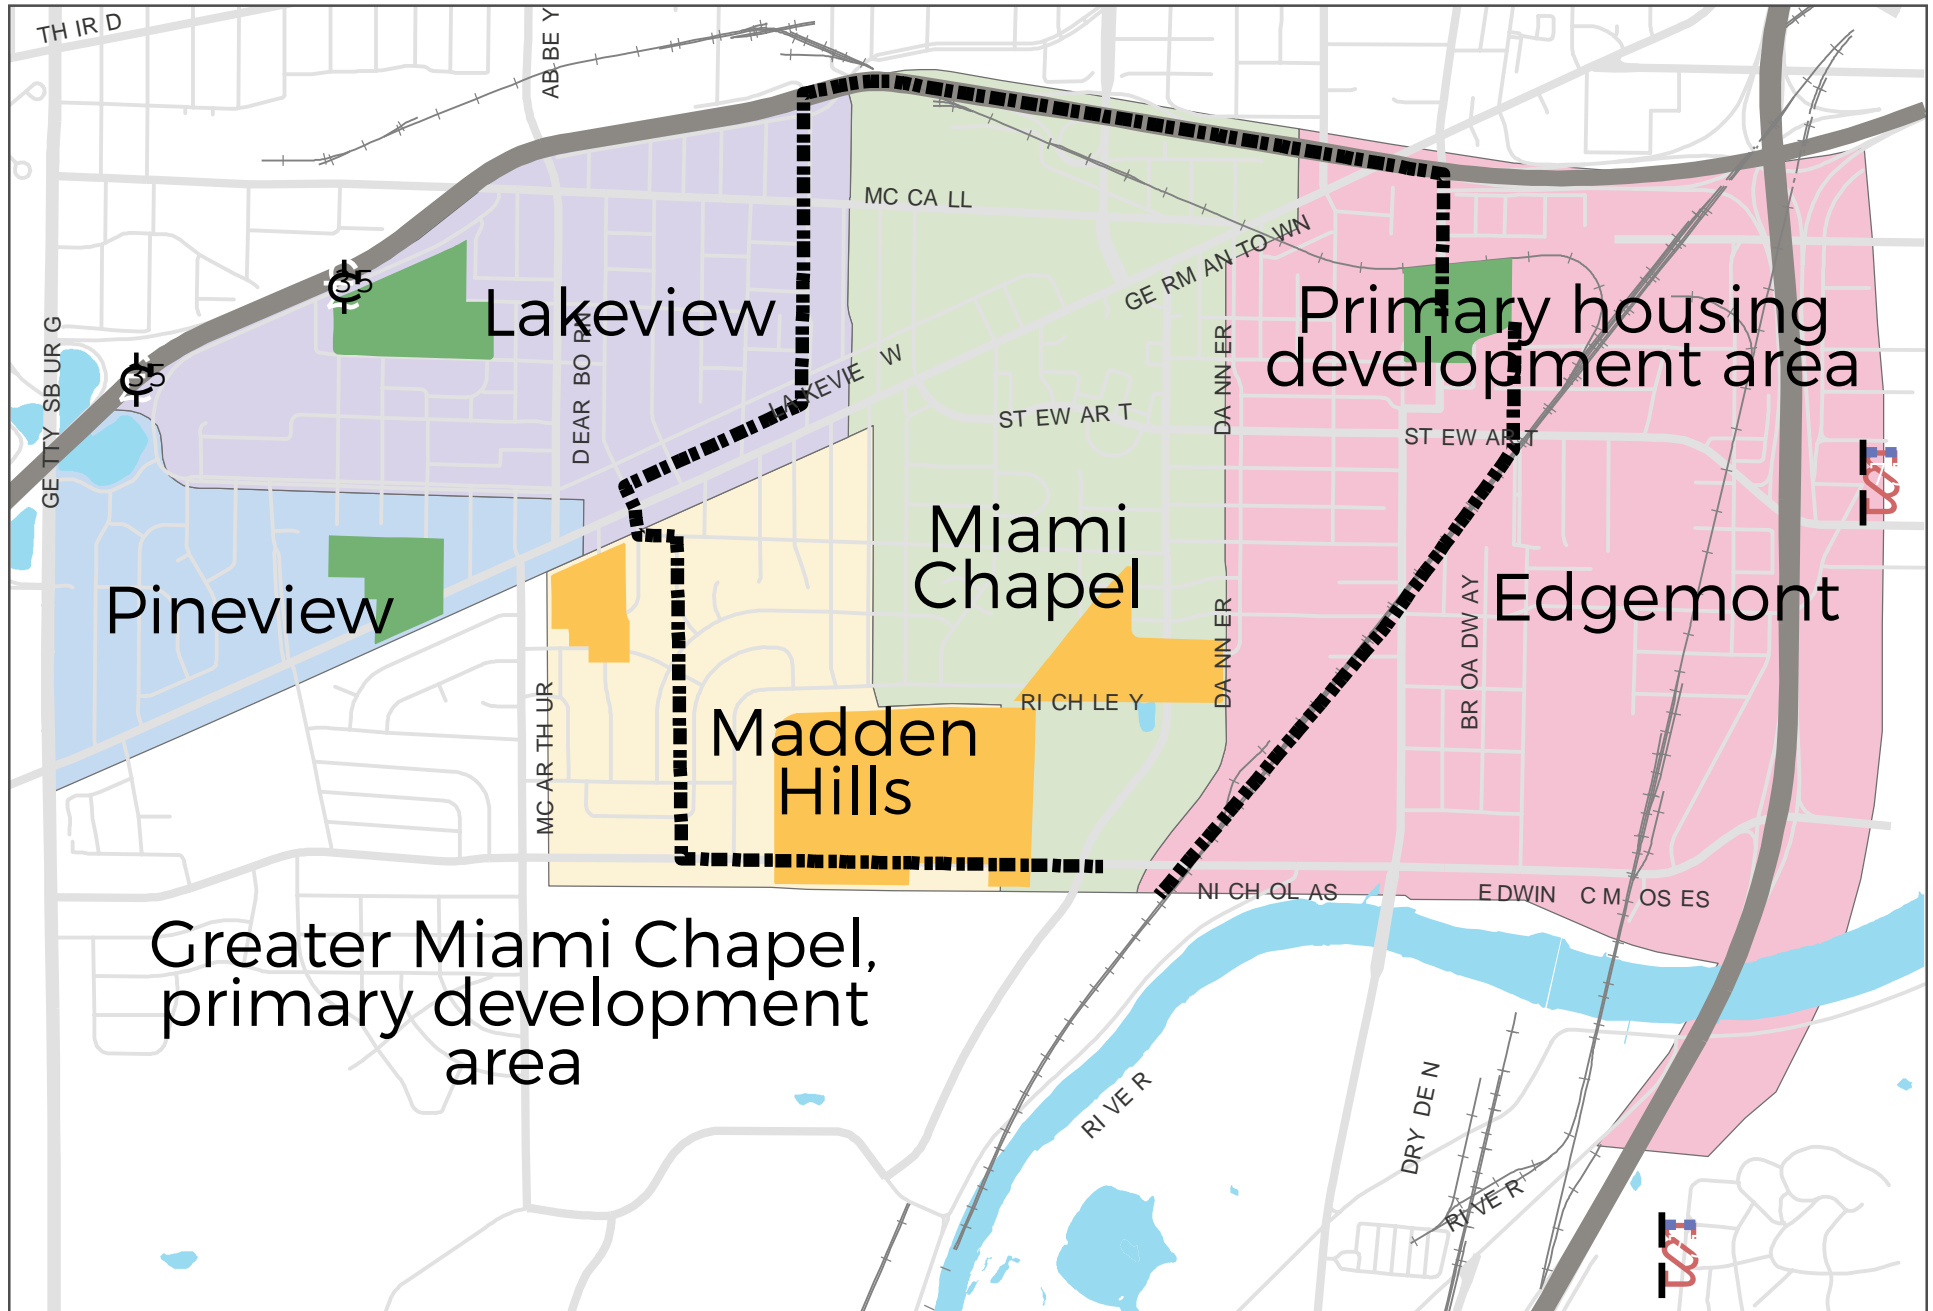 TH IR D
AB BE Y
MC CA LL
GE RM AN TO WN
35
Lakeview
Primary housing
development area
35
GE TTY SB UR G
DEAR BO RN
LA KEVIE W
DA NN ER
ST EW AR T
ST EW AR T
Miami
Chapel
Pineview
Edgemont
BR OA DW AY
DA NN ER
RI CH LE Y
MC AR TH UR
Madden
Hills
NI CH OL AS
E DWIN C M OS ES
Greater Miami Chapel,
primary development
area
RI VE R
DRY DE N
RI VE R